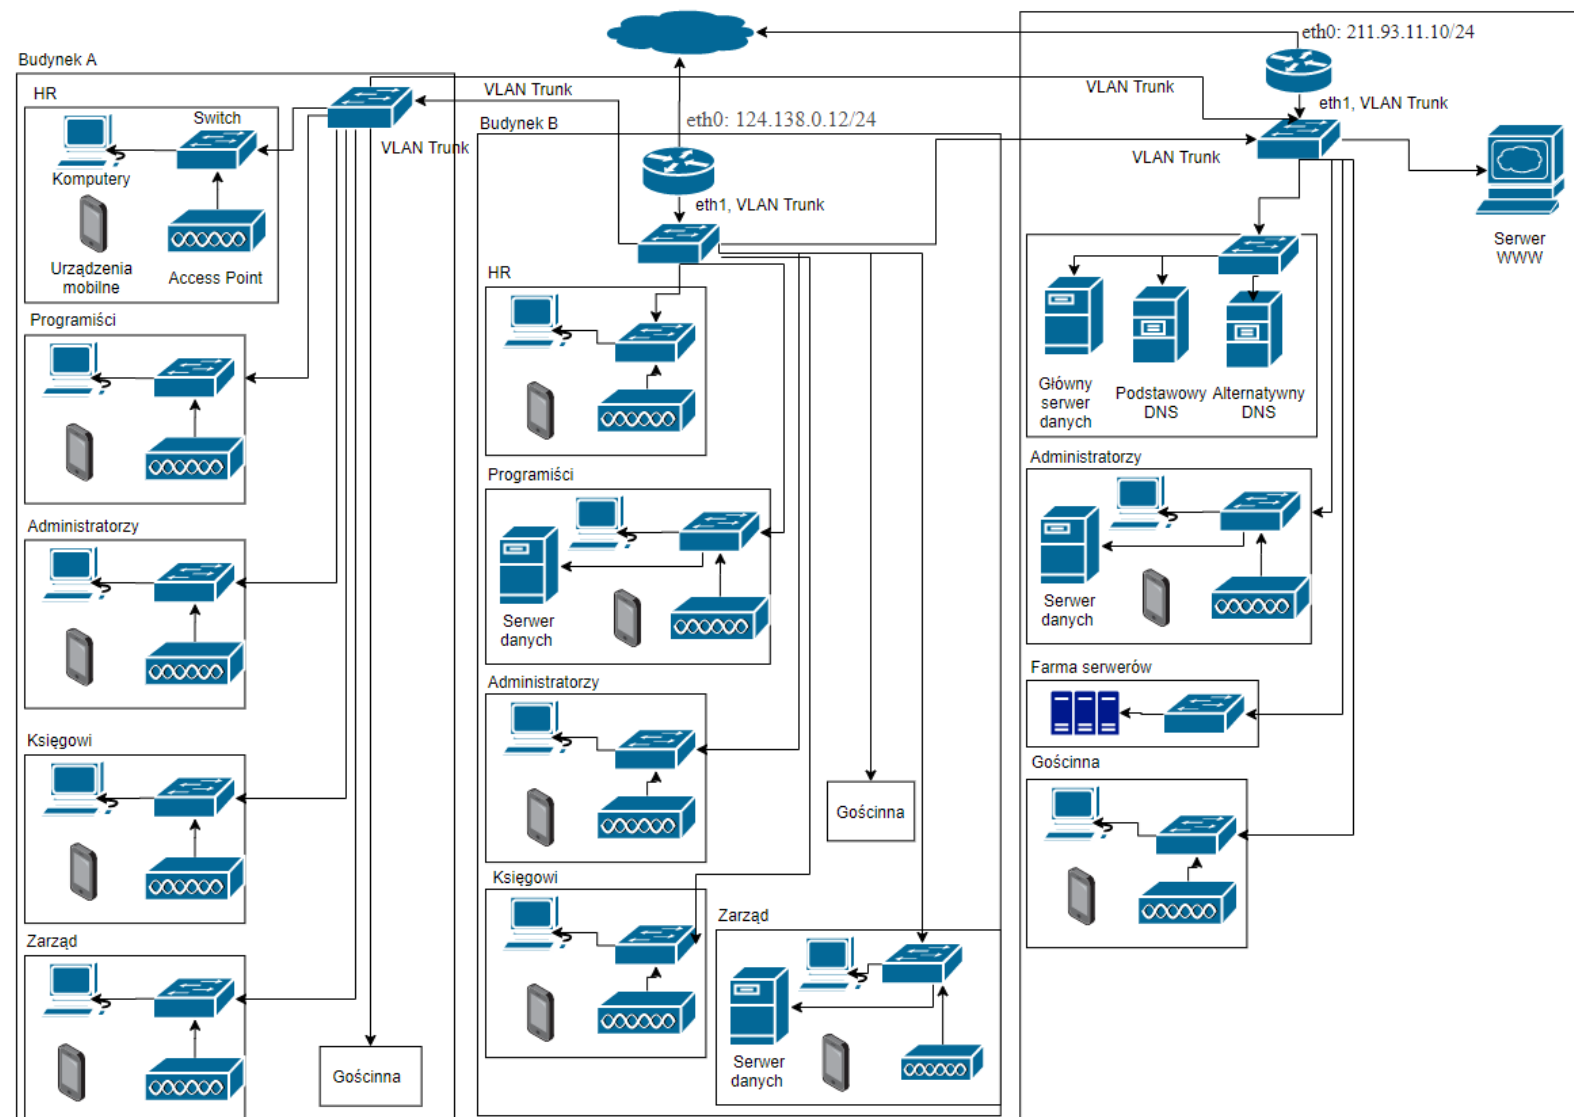 Budynek A
HR
Switch
Komputery
Urządzenia
mobilne
Access Point
VLAN Trunk
Programiści
Administratorzy
Księgowi
Zarząd
Gościnna
VLAN Trunk
eth0: 124.138.0.12/24
Budynek B
eth1, VLAN Trunk
HR
Programiści
Serwer
danych
Administratorzy
Gościnna
Księgowi
Zarząd
Serwer
danych
eth0: 211.93.11.10/24
VLAN Trunk
eth1, VLAN Trunk
VLAN Trunk
Serwer
WWW
Główny
serwer
danych
Podstawowy
DNS
Alternatywny
DNS
Administratorzy
Serwer
danych
Farma serwerów
Gościnna